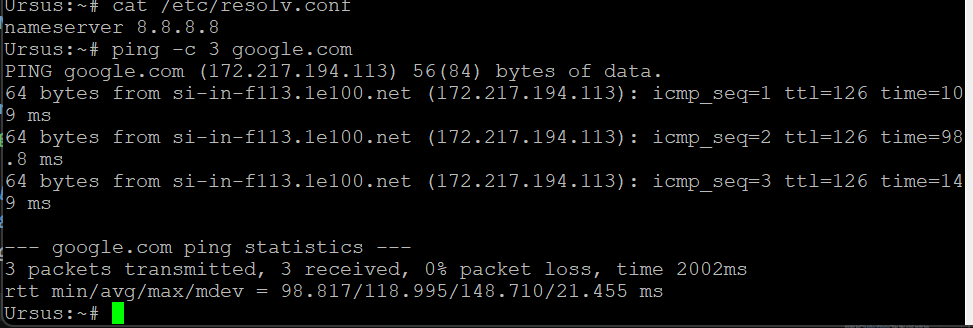 Ursus:~# cat /etc/resolv.conf
nameserver 8.8.8.8
Ursus:~# ping -c 3 google.com
PING google.com (172.217.194.113) 56(84) bytes of data.
64 bytes from si-in-f113.1e100.net (172.217.194.113): icmp_seq=1 ttl=126 time=10
9 ms
64 bytes from si-in-f113.1e100.net (172.217.194.113): icmp_seq=2 ttl=126 time=98
.8 ms
64 bytes from si-in-f113.1e100.net (172.217.194.113): icmp_seq=3 ttl=126 time=14
9 ms
--- google.com ping statistics ---
3 packets transmitted, 3 received, 0% packet loss, time 2002ms
rtt min/avg/max/mdev = 98.817/118.995/148.710/21.455 ms
Ursus:~#